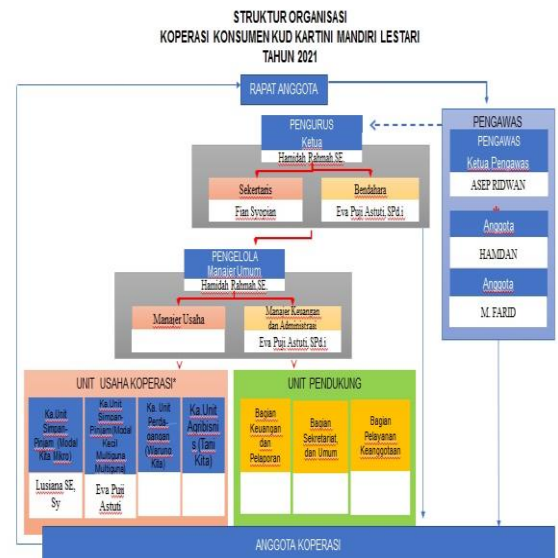 STRUKTUR ORGANISASI
KOPERASI KONSUMEN KUD KARTINI MANDIRI LESTARI
TAHUN 2021
RAPAT ANGGOTA
PENGURUS
Ketua
Hamidah Rahmah,SE,
Sekertaris
Fian Syopian
Bendahara
Eva Puji Astuti, SPd.i
PENGAWAS
PENGAWAS
Ketua Pengawas
ASEP RIDWAN
Anggota
HAMDAN
Anggota
M. FARID
PENGELOLA
Manajer Umum
Hamidah Rahmah,SE,
Manajer Usaha
Manajer Keuangan
dan Administrasi
Eva Puji Astuti, SPd.i
UNIT USAHA KOPERASI*
Ka.Unit
Simpan-
Pinjam (Modal
Kita Mikro)
Lusiana SE,
Sy
Ka.Unit
Simpan-
Pinjam(Modal
Kecil
Multiguna
Multiguna)
Eva Puji
Astuti
Ka. Unit
Perda-
gangan
(Warung
Kita)
Ka.Unit
Agribisni
s (Tani
Kita)
UNIT PENDUKUNG
Bagian
Keuangan
dan
Pelaporan
Bagian
Sekretariat,
dan Umum
Bagian
Pelayanan
Keanggotaan
ANGGOTA KOPERASI